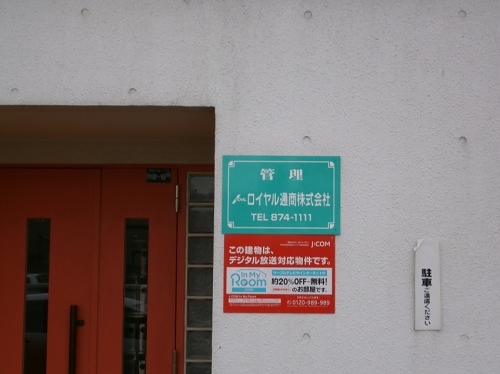 管理
ロイヤル通商株式会社
TEL 874-1111
J:COM
この建物は、
デジタル放送対応物件です。
In My
Room
約20%OFF~無料!
のお部屋です。
0120-989-989
駐車
ご遠慮ください